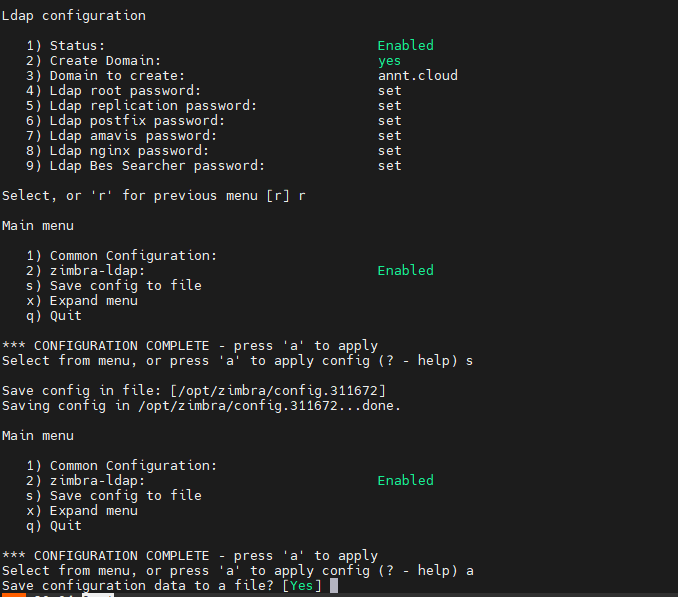 Ldap configuration
1) Status: Enabled
2) Create Domain: yes
3) Domain to create: annt.cloud
4) Ldap root password: set
5) Ldap replication password: set
6) Ldap postfix password: set
7) Ldap amavis password: set
8) Ldap nginx password: set
9) Ldap Bes Searcher password: set
Select, or 'r' for previous menu [r] r
Main menu
1) Common Configuration:
2) zimbra-ldap: Enabled
s) Save config to file
x) Expand menu
q) Quit
*** CONFIGURATION COMPLETE - press 'a' to apply
Select from menu, or press 'a' to apply config (? - help) s
Save config in file: [/opt/zimbra/config.311672]
Saving config in /opt/zimbra/config.311672...done.
Main menu
1) Common Configuration:
2) zimbra-ldap: Enabled
s) Save config to file
x) Expand menu
q) Quit
*** CONFIGURATION COMPLETE - press 'a' to apply
Select from menu, or press 'a' to apply config (? - help) a
Save configuration data to a file? [Yes]